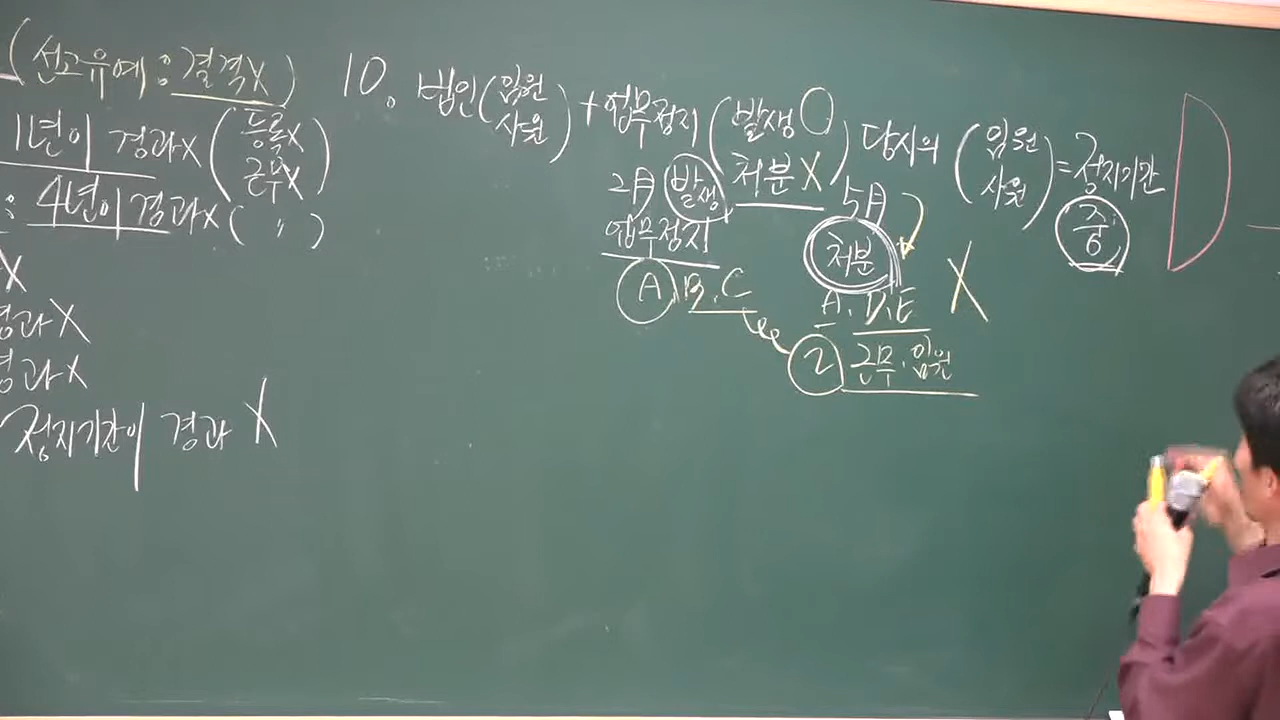 (선고유예 : 결격X)
1년이 경과X (등록X 근무X)
: 4년이 경과X ( 〃 )
X
경과X
경과X
정지기간이 경과 X
10. 법인(임원 사원) + 업무정지 (발생O 처분X) 당시의 (임원 사원) = 정지기간 중
2월 발생
업무정지
A, B, C
5월
처분
A. D. E X
2 근무. 임원